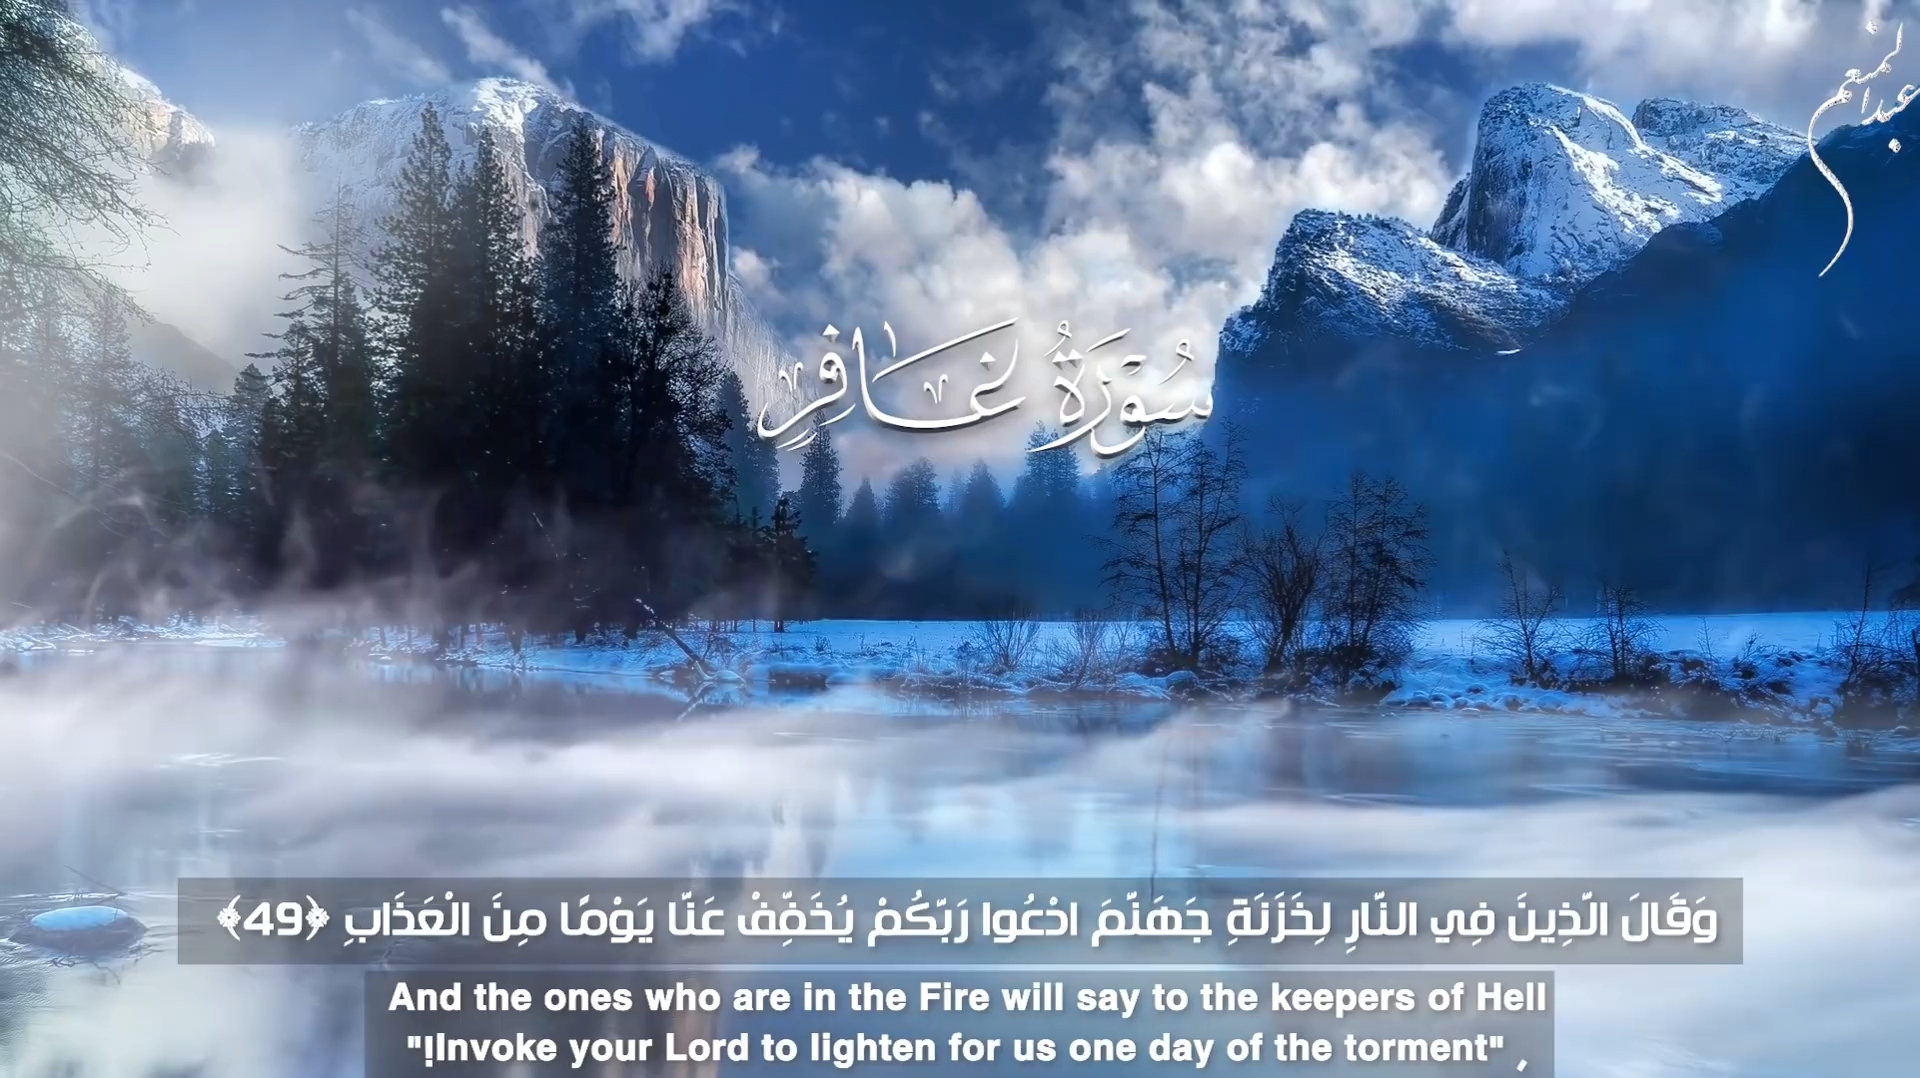 عبدالمنعم
سُورَةُ غَافِرٍ
وَقَالَ الَّذِينَ فِي النَّارِ لِخَزَنَةِ جَهَنَّمَ ادْعُوا رَبَّكُمْ يُخَفِّفْ عَنَّا يَوْمًا مِنَ الْعَذَابِ ﴿49﴾
And the ones who are in the Fire will say to the keepers of Hell
"!Invoke your Lord to lighten for us one day of the torment" ,